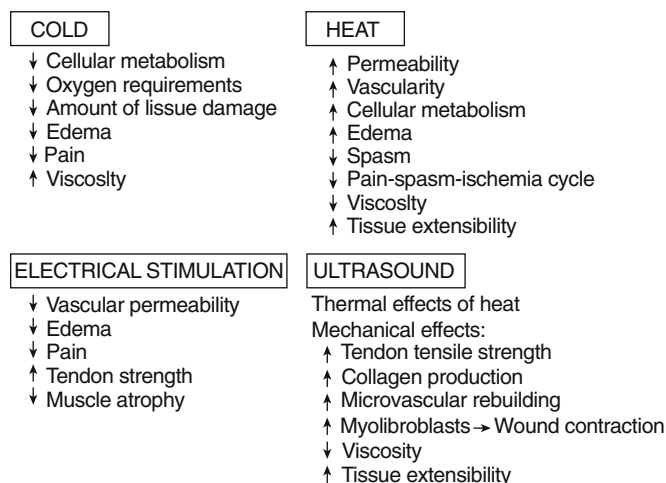 COLD
↓ Cellular metabolism
↓ Oxygen requirements
↓ Amount of lissue damage
↓ Edema
↓ Pain
↑ Viscoslty
HEAT
↑ Permeability
↑ Vascularity
↑ Cellular metabolism
↑ Edema
↓ Spasm
↓ Pain-spasm-ischemia cycle
↓ Viscoslty
↑ Tissue extensibility
ELECTRICAL STIMULATION
↓ Vascular permeability
↓ Edema
↓ Pain
↑ Tendon strength
↓ Muscle atrophy
ULTRASOUND
Thermal effects of heat
Mechanical effects:
↑ Tendon tensile strength
↑ Collagen production
↑ Microvascular rebuilding
↑ Myolibroblasts → Wound contraction
↓ Viscosity
↑ Tissue extensibility